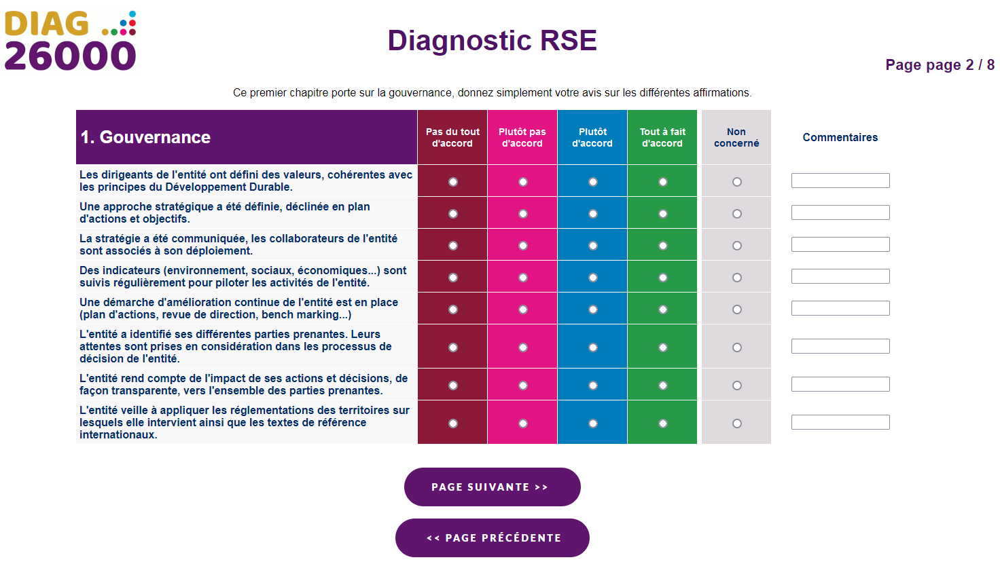 DIAG
26000
Diagnostic RSE
Page page 2 / 8
Ce premier chapitre porte sur la gouvernance, donnez simplement votre avis sur les différentes affirmations.
1. Gouvernance
Pas du tout
d'accord
Plutôt pas
d'accord
Plutôt
d'accord
Tout à fait
d'accord
Non
concerné
Commentaires
Les dirigeants de l'entité ont défini des valeurs, cohérentes avec
les principes du Développement Durable.
Une approche stratégique a été définie, déclinée en plan
d'actions et objectifs.
La stratégie a été communiquée, les collaborateurs de l'entité
sont associés à son déploiement.
Des indicateurs (environnement, sociaux, économiques...) sont
suivis régulièrement pour piloter les activités de l'entité.
Une démarche d'amélioration continue de l'entité est en place
(plan d'actions, revue de direction, bench marking...)
L'entité a identifié ses différentes parties prenantes. Leurs
attentes sont prises en considération dans les processus de
décision de l'entité.
L'entité rend compte de l'impact de ses actions et décisions, de
façon transparente, vers l'ensemble des parties prenantes.
L'entité veille à appliquer les réglementations des territoires sur
lesquels elle intervient ainsi que les textes de référence
internationaux.
PAGE SUIVANTE >>
<< PAGE PRÉCÉDENTE